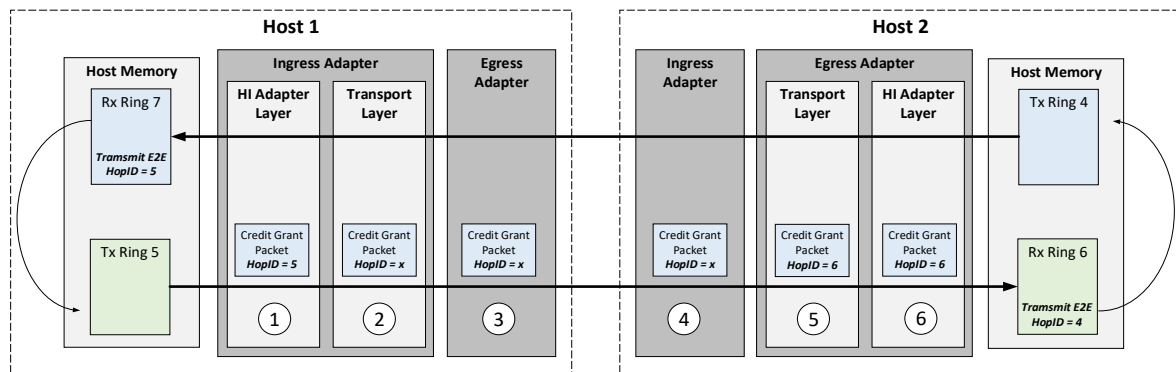 Host 1
Host 2
Host Memory
Rx Ring 7
Tramsmit E2E
HopID = 5
Tx Ring 5
Ingress Adapter
HI Adapter
Layer
Credit Grant
Packet
HopID = 5
1
Transport
Layer
Credit Grant
Packet
HopID = x
2
Egress
Adapter
Credit Grant
Packet
HopID = x
3
Ingress
Adapter
Credit Grant
Packet
HopID = x
4
Egress Adapter
Transport
Layer
Credit Grant
Packet
HopID = 6
5
HI Adapter
Layer
Credit Grant
Packet
HopID = 6
6
Host Memory
Tx Ring 4
Rx Ring 6
Tramsmit E2E
HopID = 4